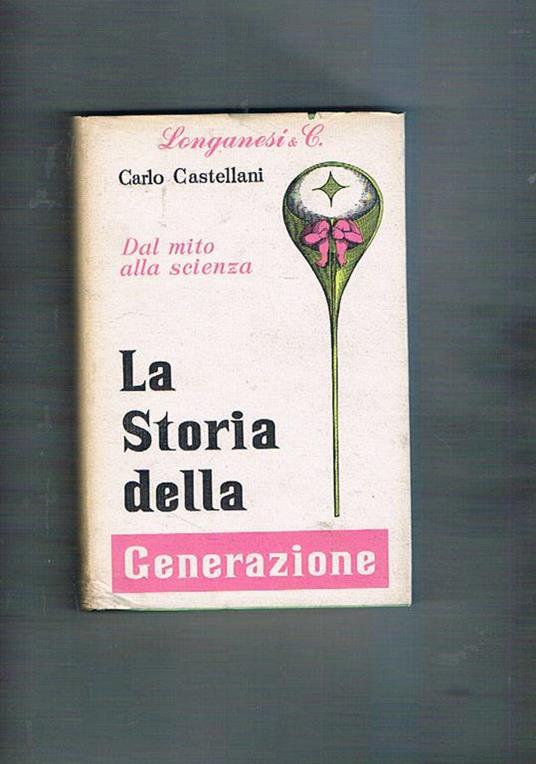 Longanesi & C.
Carlo Castellani
Dal mito
alla scienza
La
Storia
della
Generazione